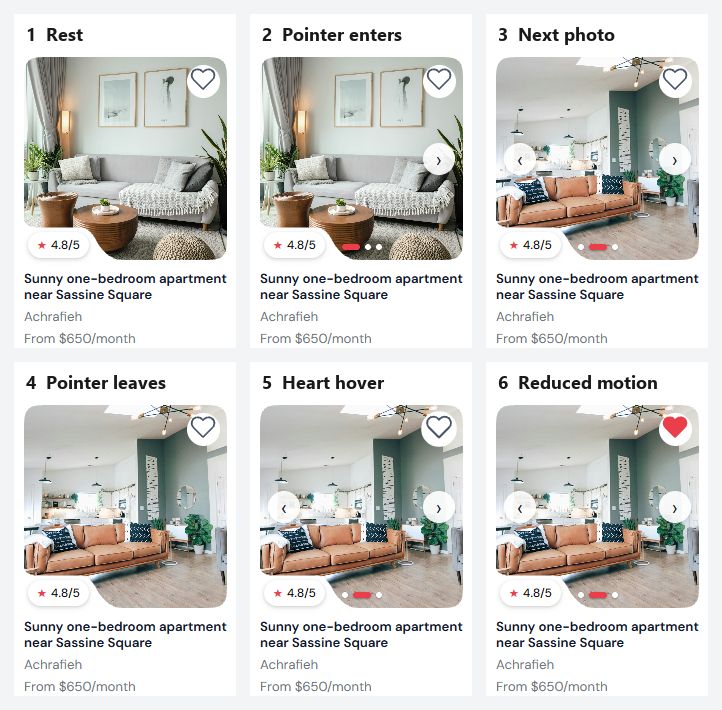 1 Rest
2 Pointer enters
3 Next photo
★ 4.8/5
Sunny one-bedroom apartment
near Sassine Square
Achrafieh
From $650/month
›
★ 4.8/5
Sunny one-bedroom apartment
near Sassine Square
Achrafieh
From $650/month
‹
›
★ 4.8/5
Sunny one-bedroom apartment
near Sassine Square
Achrafieh
From $650/month
4 Pointer leaves
5 Heart hover
6 Reduced motion
★ 4.8/5
Sunny one-bedroom apartment
near Sassine Square
Achrafieh
From $650/month
‹
›
★ 4.8/5
Sunny one-bedroom apartment
near Sassine Square
Achrafieh
From $650/month
‹
›
★ 4.8/5
Sunny one-bedroom apartment
near Sassine Square
Achrafieh
From $650/month